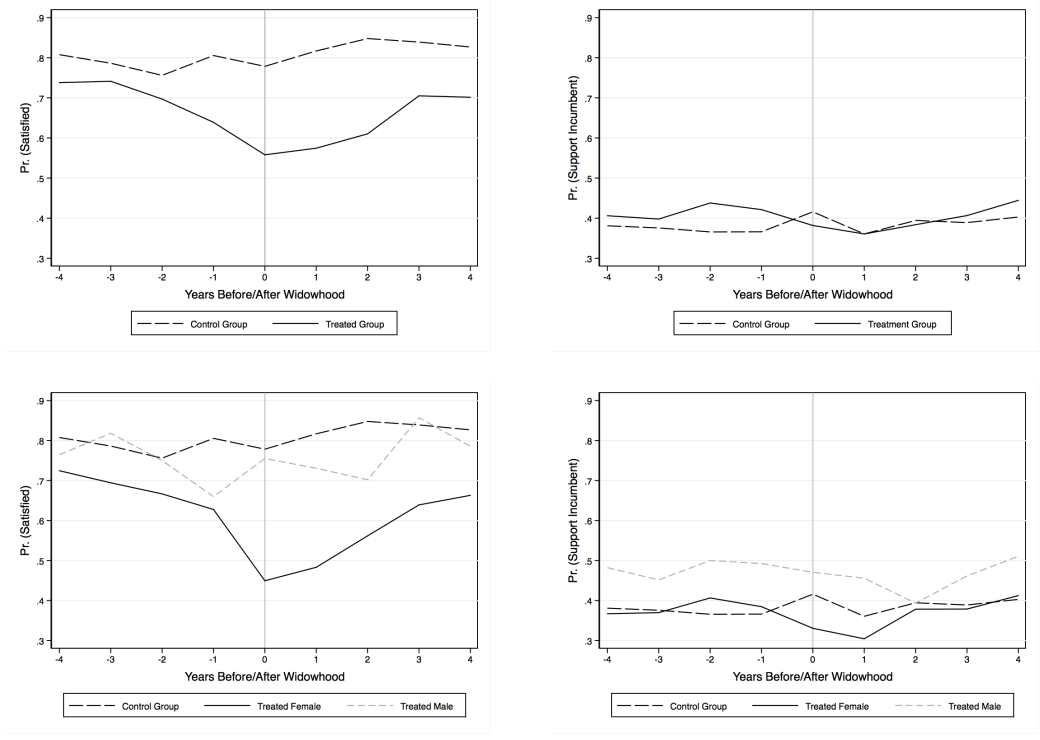 .9
.8
.7
.6
.5
.4
.3
Pr. (Satisfied)
-4 -3 -2 -1 0 1 2 3 4
Years Before/After Widowhood
Control Group Treated Group
.9
.8
.7
.6
.5
.4
.3
Pr. (Support Incumbent)
-4 -3 -2 -1 0 1 2 3 4
Years Before/After Widowhood
Control Group Treatment Group
.9
.8
.7
.6
.5
.4
.3
Pr. (Satisfied)
-4 -3 -2 -1 0 1 2 3 4
Years Before/After Widowhood
Control Group Treated Female Treated Male
.9
.8
.7
.6
.5
.4
.3
Pr. (Support Incumbent)
-4 -3 -2 -1 0 1 2 3 4
Years Before/After Widowhood
Control Group Treated Female Treated Male